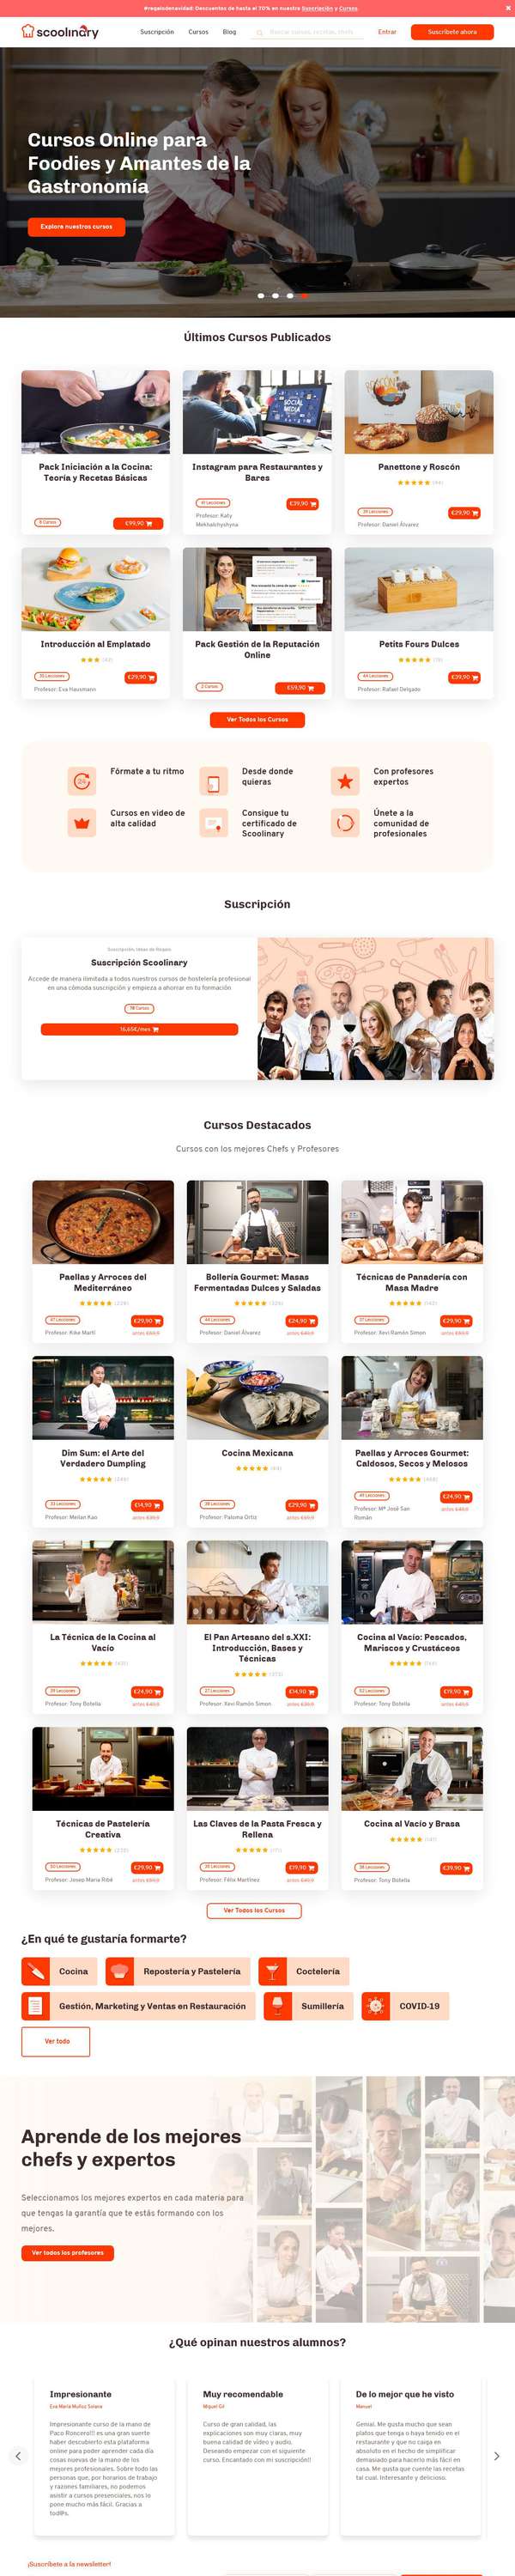 #regalodenavidad: Descuentos de hasta el 70% en nuestra Suscripción y Cursos.
scoolinary
Suscripción
Cursos
Blog
Buscar cursos, recetas, chefs
Entrar
Suscríbete ahora
Cursos Online para
Foodies y Amantes de la
Gastronomía
Explora nuestros cursos
Últimos Cursos Publicados
Pack Iniciación a la Cocina:
Teoría y Recetas Básicas
€99,90
Instagram para Restaurantes y
Bares
€39,90
Profesor: Katy
Mekhalchyshyna
Panettone y Roscón
€29,90
Profesor: Daniel Álvarez
Introducción al Emplatado
€29,90
Profesor: Eva Hausmann
Pack Gestión de la Reputación
Online
2 Cursos
€59,90
Petits Fours Dulces
€39,90
Profesor: Rafael Delgado
Ver Todos los Cursos
Fórmate a tu ritmo
Desde donde
quieras
Con profesores
expertos
Cursos en video de
alta calidad
Consigue tu
certificado de
Scoolinary
Únete a la
comunidad de
profesionales
Suscripción
Suscripción, Ideas de Regalo
Suscripción Scoolinary
Accede de manera ilimitada a todos nuestros cursos de hostelería profesional
en una cómoda suscripción y empieza a ahorrar en tu formación
16,65€/mes
Cursos Destacados
Cursos con los mejores Chefs y Profesores
Paellas y Arroces del
Mediterráneo
€29,90
Profesor: Kike Martí
Bollería Gourmet: Masas
Fermentadas Dulces y Saladas
€24,90
Profesor: Daniel Álvarez
Técnicas de Panadería con
Masa Madre
€29,90
Profesor: Xevi Ramón Simon
Dim Sum: el Arte del
Verdadero Dumpling
€14,90
Profesor: Meilan Kao
Cocina Mexicana
€29,90
Profesor: Paloma Ortiz
Paellas y Arroces Gourmet:
Caldosos, Secos y Melosos
€24,90
Profesor: Mª José San
Román
La Técnica de la Cocina al
Vacío
€24,90
Profesor: Tony Botella
El Pan Artesano del s.XXI:
Introducción, Bases y
Técnicas
€14,90
Profesor: Xevi Ramón Simon
Cocina al Vacío: Pescados,
Mariscos y Crustáceos
€19,90
Profesor: Tony Botella
Técnicas de Pastelería
Creativa
€29,90
Profesor: Josep Maria Ribé
Las Claves de la Pasta Fresca y
Rellena
€19,90
Profesor: Félix Martínez
Cocina al Vacío y Brasa
€39,90
Profesor: Tony Botella
Ver Todos los Cursos
¿En qué te gustaría formarte?
Cocina
Repostería y Pastelería
Coctelería
Gestión, Marketing y Ventas en Restauración
Sumillería
COVID-19
Ver todo
Aprende de los mejores
chefs y expertos
Seleccionamos los mejores expertos en cada materia para
que tengas la garantía que te estás formando con los
mejores.
Ver todos los profesores
¿Qué opinan nuestros alumnos?
Impresionante
Eva María Muñoz Solera
Impresionante curso de la mano de
Paco Roncero!!! es una gran suerte
haber descubierto esta plataforma
online para poder aprender cada día
cosas nuevas de la mano de los
mejores profesionales. Sobre todo las
personas que, por horarios de trabajo
y razones familiares, no podemos
asistir a cursos presenciales, nos lo
pone mucho más fácil. Gracias a
tod@s.
Muy recomendable
Miguel Gil
Curso de gran calidad, las
explicaciones son muy claras, muy
buena calidad de vídeo y audio.
Deseando empezar con el siguiente
curso. Encantado con mi suscripción!!
De lo mejor que he visto
Manuel
Genial. Me gusta mucho que sean
platos que tengo o haya tenido en el
restaurante y que no caiga en
absoluto en el hecho de simplificar
demasiado para hacerlo más fácil en
casa. Me gusta que cuente las recetas
tal cual. Interesante y delicioso.
¡Suscríbete a la newsletter!